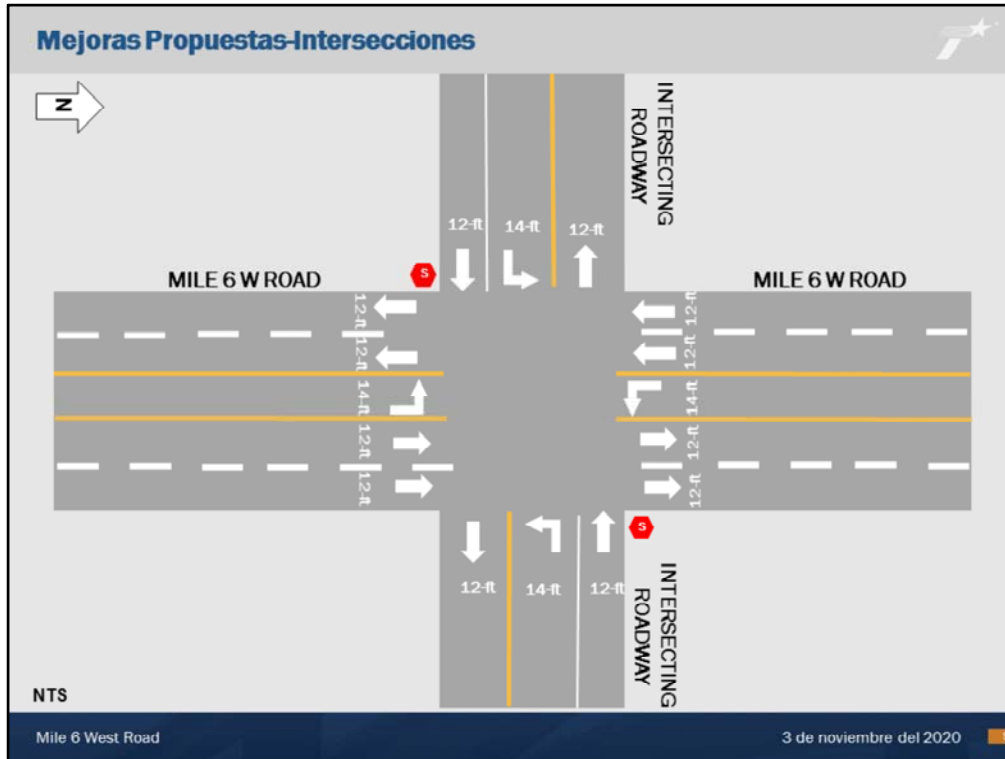 Mejoras Propuestas-Intersecciones
N
INTERSECTING
ROADWAY
12-ft
14-ft
12-ft
S
MILE 6 W ROAD
MILE 6 W ROAD
12-ft
12-ft
14-ft
12-ft
12-ft
12-ft
12-ft
14-ft
12-ft
12-ft
S
12-ft
14-ft
12-ft
INTERSECTING
ROADWAY
NTS
Mile 6 West Road
3 de noviembre del 2020